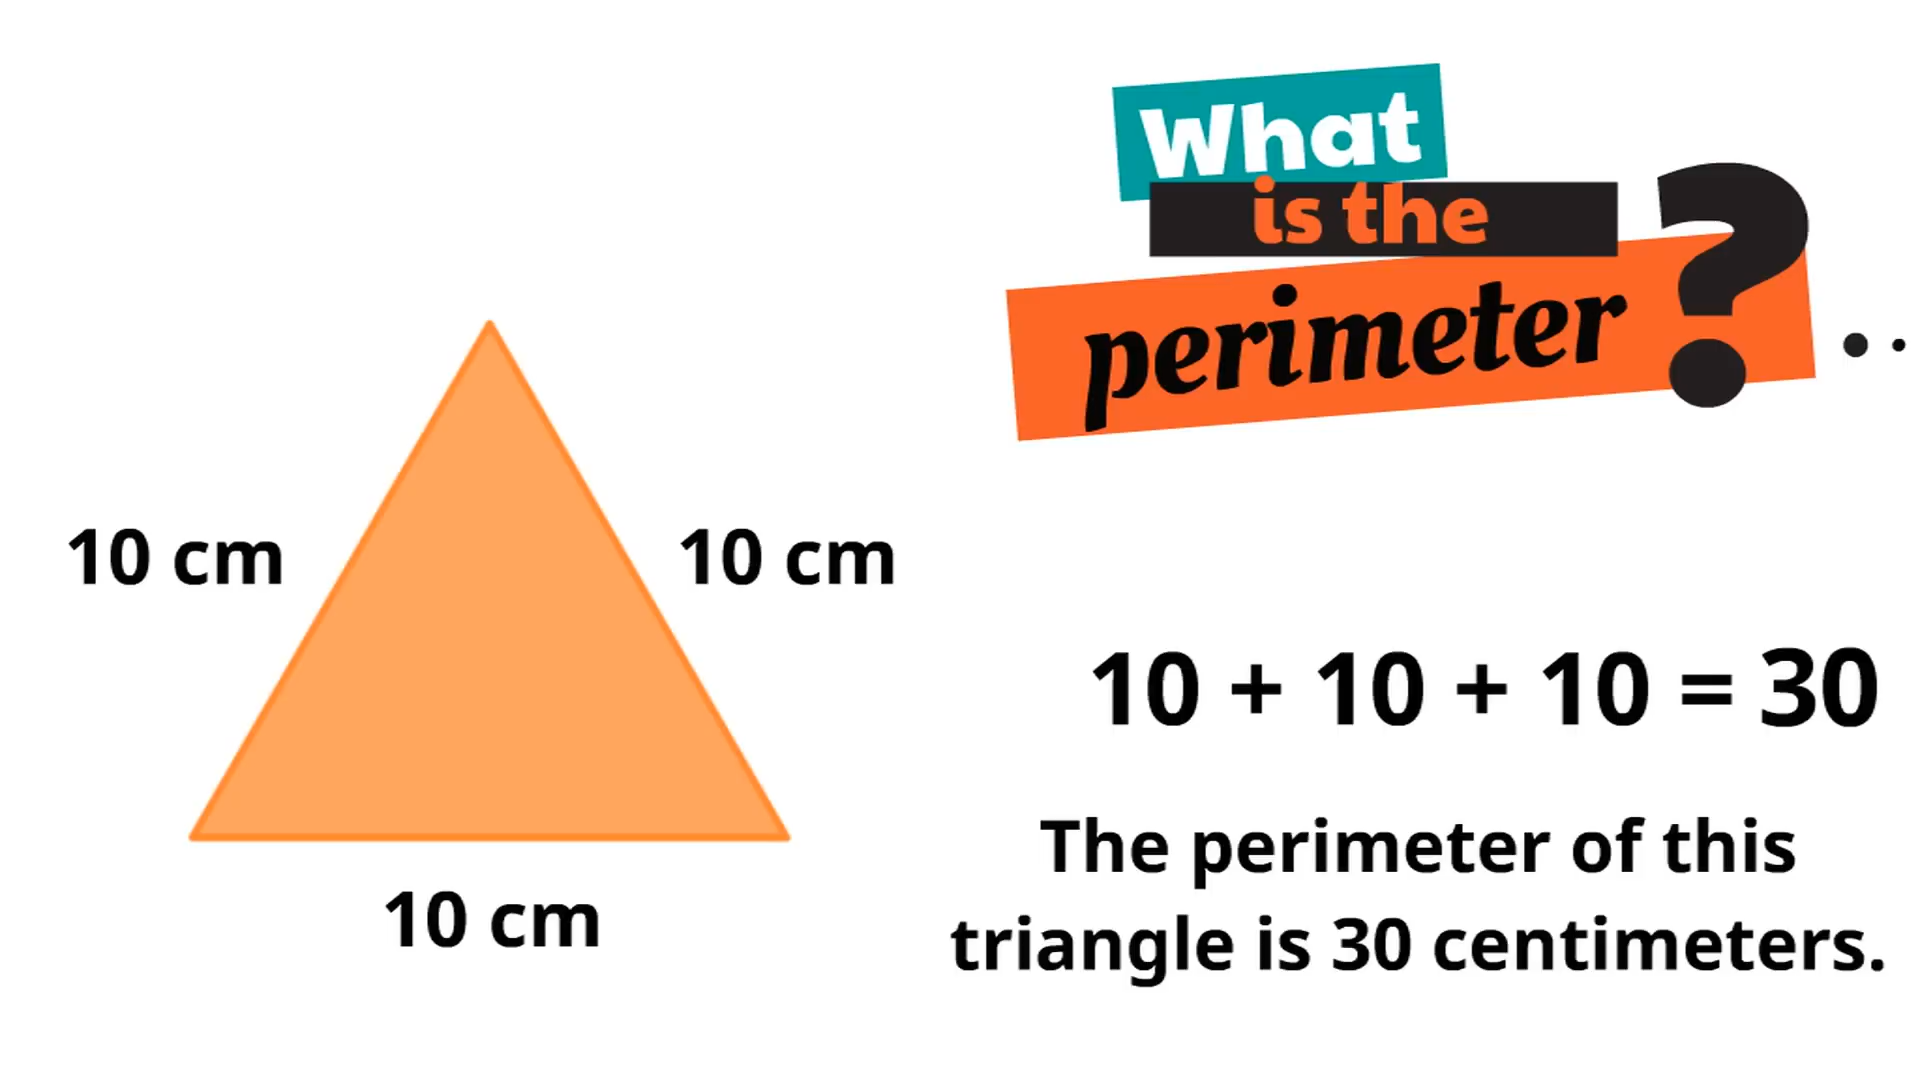 What
is the
perimeter?
10 cm
10 cm
10 cm
10 + 10 + 10 = 30
The perimeter of this
triangle is 30 centimeters.